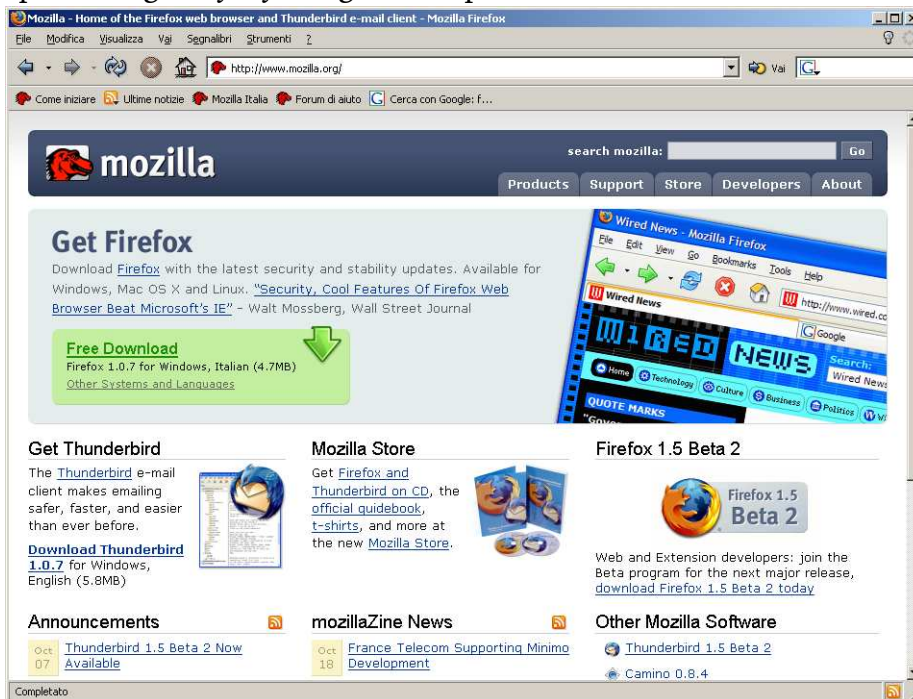 Mozilla - Home of the Firefox web browser and Thunderbird e-mail client - Mozilla Firefox
File Modifica Visualizza Vai Segnalibri Strumenti ?
http://www.mozilla.org/ Vai
Come iniziare Ultime notizie Mozilla Italia Forum di aiuto Cerca con Google: f...
mozilla
search mozilla: Go
Products Support Store Developers About
Get Firefox
Download Firefox with the latest security and stability updates. Available for
Windows, Mac OS X and Linux. "Security, Cool Features Of Firefox Web
Browser Beat Microsoft's IE" - Walt Mossberg, Wall Street Journal
Free Download
Firefox 1.0.7 for Windows, Italian (4.7MB)
Other Systems and Languages
Wired News - Mozilla Firefox
File Edit View Go Bookmarks Tools Help
http://www.wired.co
Wired News
Google
WIRED NEWS
Search:
Wired News
Home Technology Culture Business Politics
QUOTE MARKS
Get Thunderbird
The Thunderbird e-mail
client makes emailing
safer, faster, and easier
than ever before.
Download Thunderbird
1.0.7 for Windows,
English (5.8MB)
Mozilla Store
Get Firefox and
Thunderbird on CD, the
official guidebook,
t-shirts, and more at
the new Mozilla Store.
Firefox 1.5 Beta 2
Firefox 1.5
Beta 2
Web and Extension developers: join the
Beta program for the next major release,
download Firefox 1.5 Beta 2 today
Announcements
Oct
07
Thunderbird 1.5 Beta 2 Now
Available
mozillaZine News
Oct
18
France Telecom Supporting Minimo
Development
Other Mozilla Software
Thunderbird 1.5 Beta 2
Camino 0.8.4
Completato